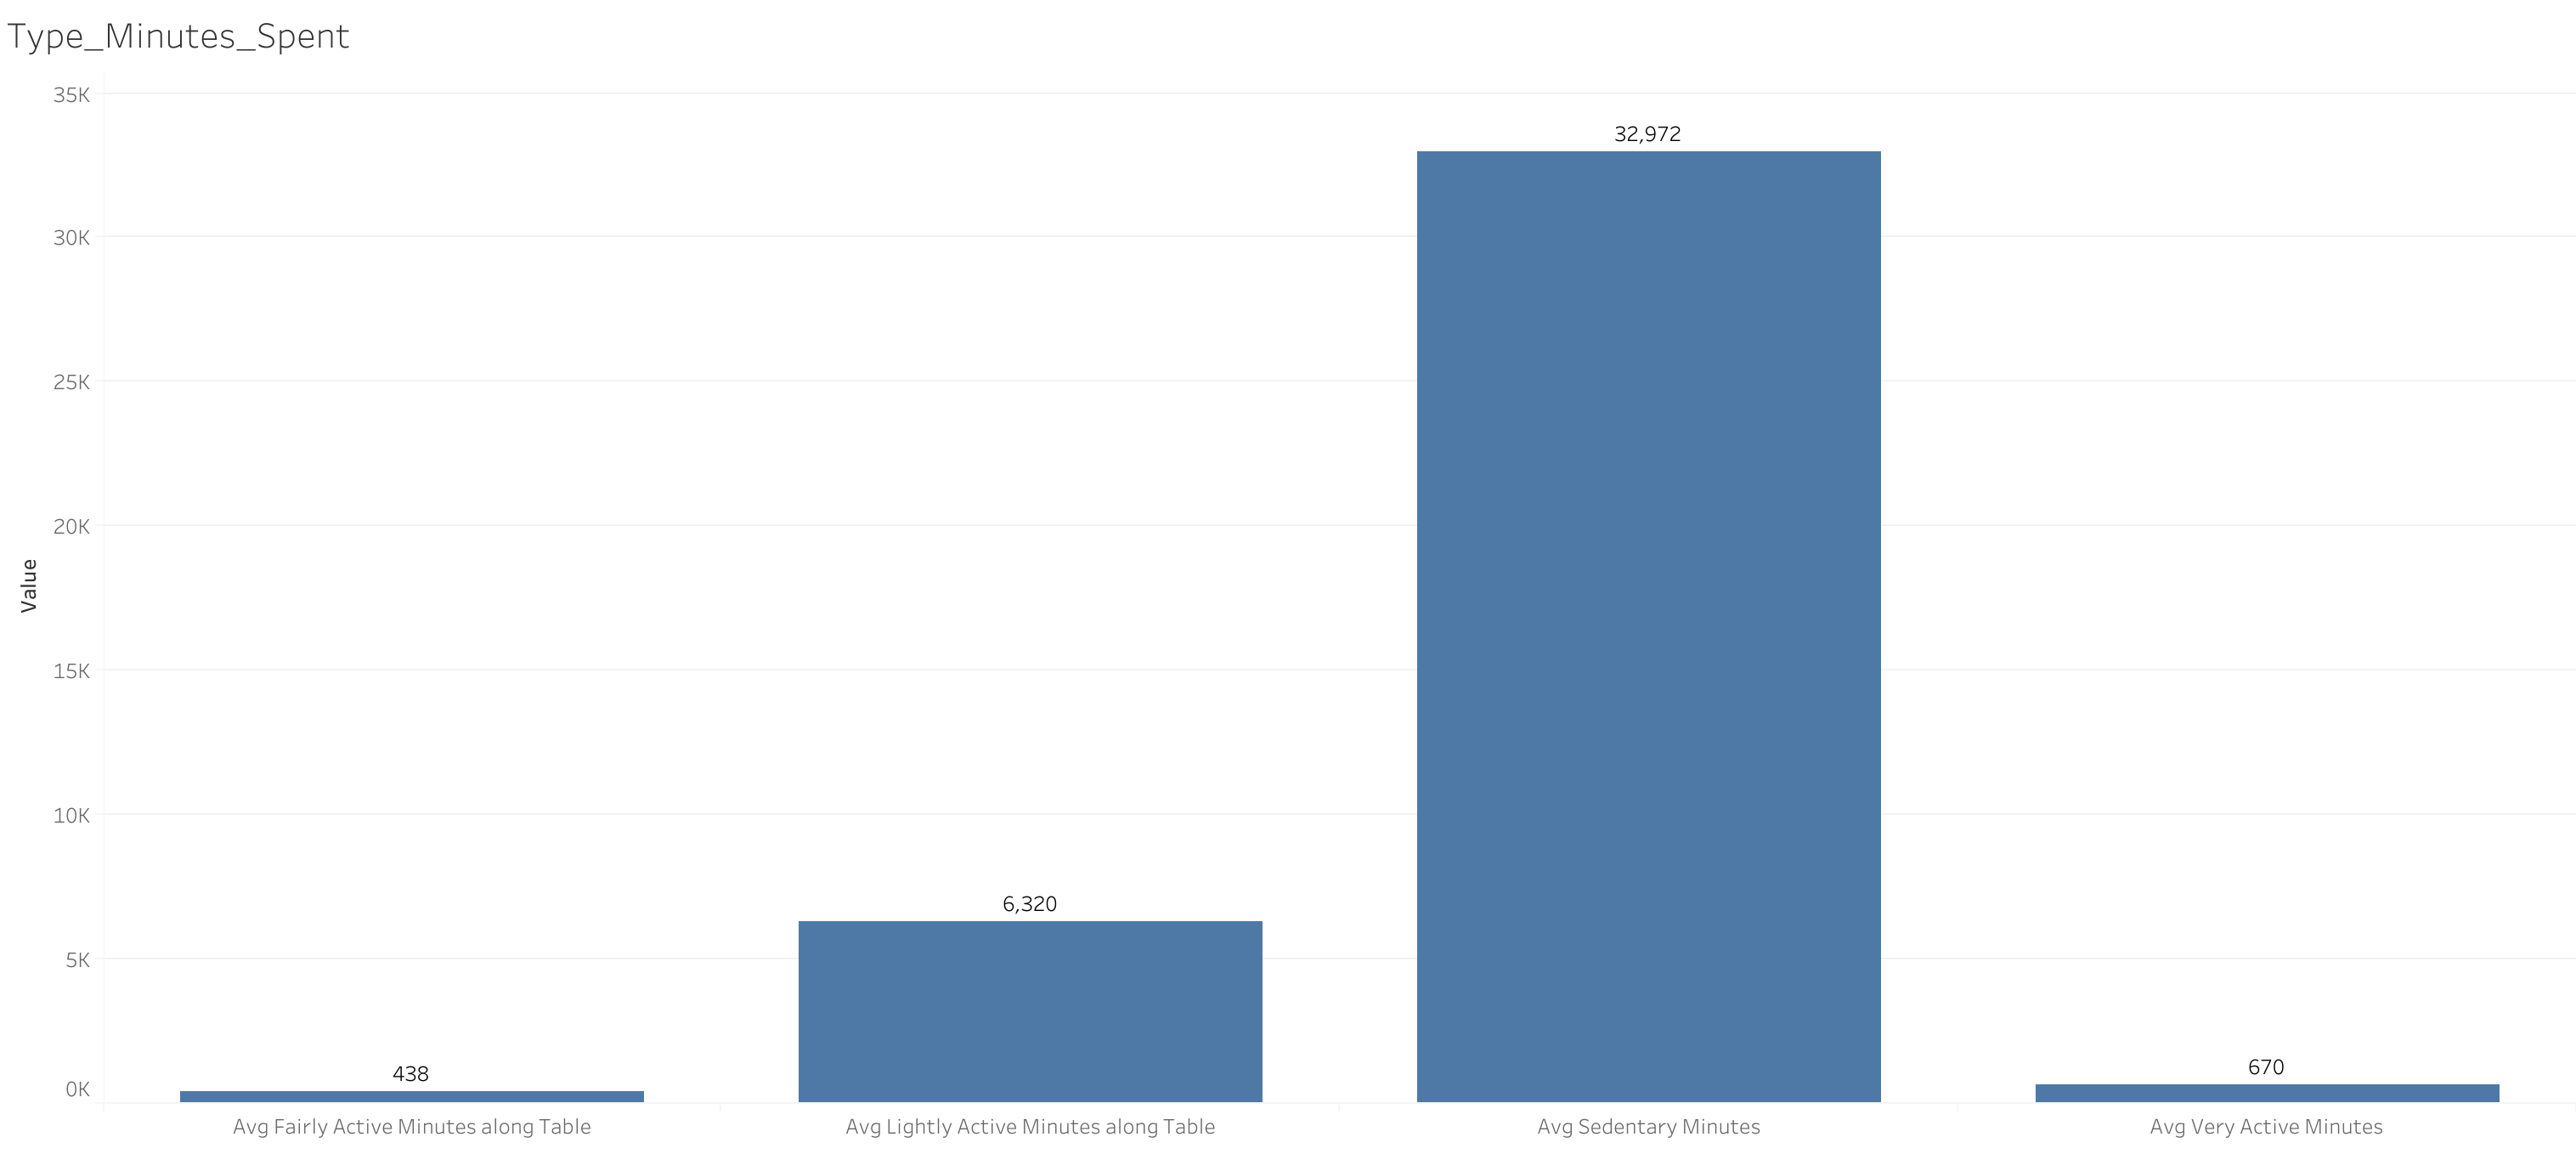 Type_Minutes_Spent
35K
30K
25K
20K
15K
10K
5K
0K
Value
32,972
6,320
438
670
Avg Fairly Active Minutes along Table
Avg Lightly Active Minutes along Table
Avg Sedentary Minutes
Avg Very Active Minutes